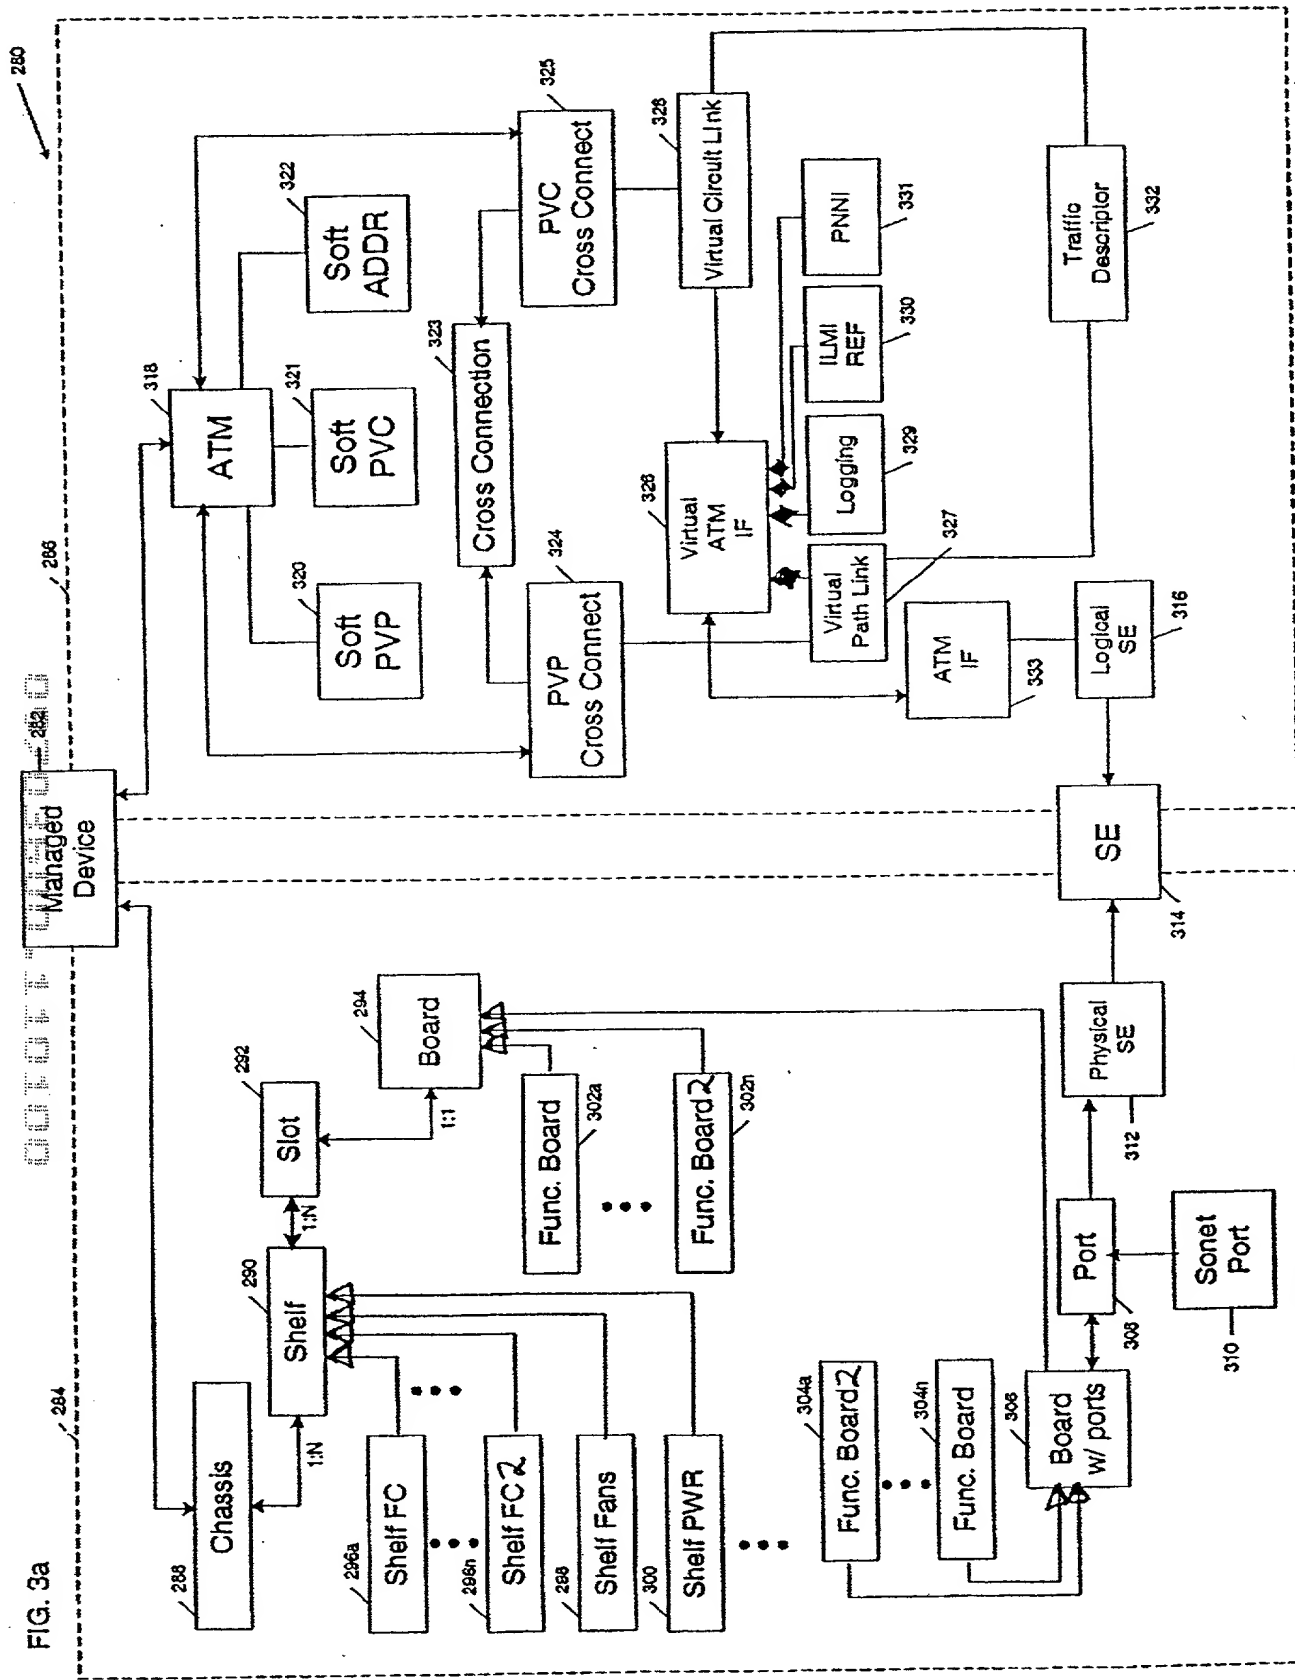 FIG. 3a
280
282
Managed
Device
284
286
288
Chassis
1:N
290
Shelf
1:N
292
Slot
1:1
294
Board
296a
Shelf FC
296n
Shelf FC2
298
Shelf Fans
300
Shelf PWR
Func. Board
302a
Func. Board2
302n
304a
Func. Board2
304n
Func. Board
306
Board
w/ ports
Port
308
Sonet
Port
310
Physical
SE
312
SE
314
Logical
SE
316
318
ATM
320
Soft
PVP
321
Soft
PVC
322
Soft
ADDR
323
Cross Connection
324
PVP
Cross Connect
325
PVC
Cross Connect
326
Virtual
ATM
IF
Virtual
Path Link
327
328
Virtual Circuit Link
Logging
329
ILMI
REF
330
PNNI
331
Traffic
Descriptor
332
ATM
IF
333